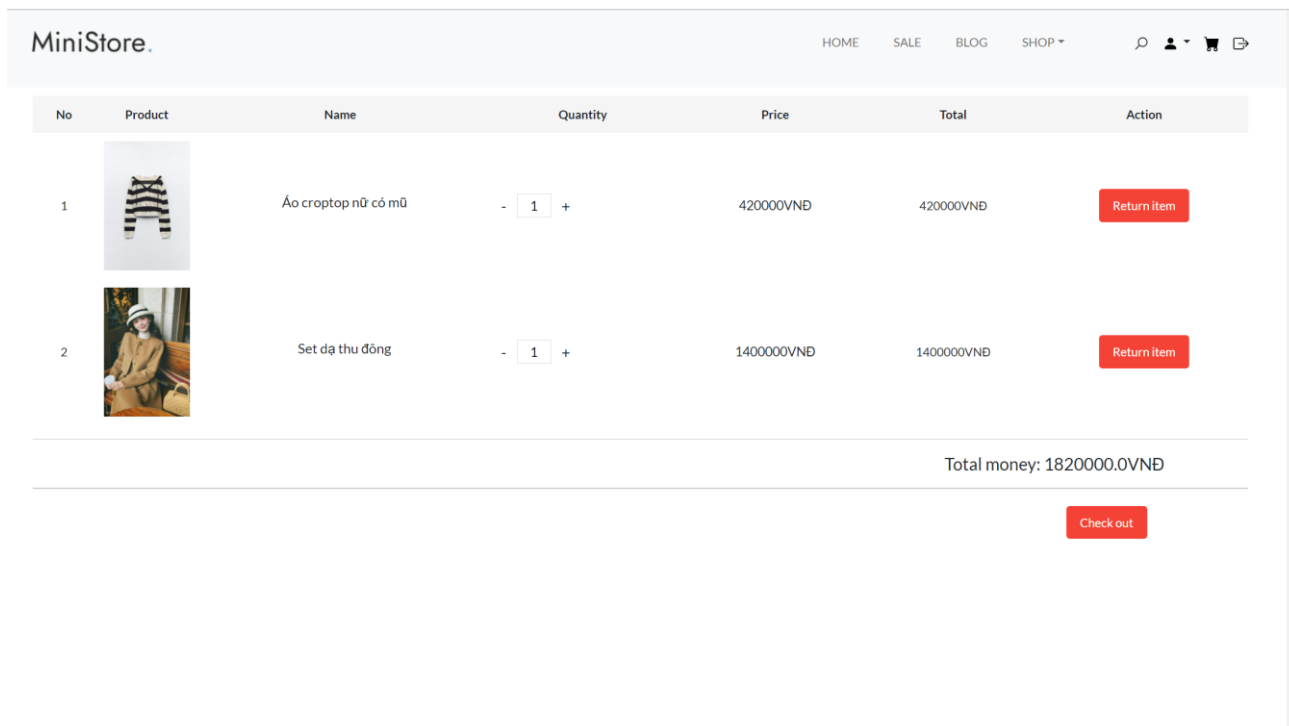 MiniStore.
HOME SALE BLOG SHOP
No Product Name Quantity Price Total Action
1 Áo croptop nữ có mũ - 1 + 420000VNĐ 420000VNĐ Return item
2 Set dạ thu đông - 1 + 1400000VNĐ 1400000VNĐ Return item
Total money: 1820000.0VNĐ
Check out